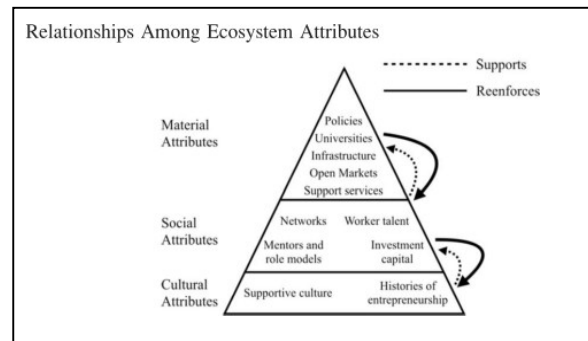 Relationships Among Ecosystem Attributes
Supports
Reenforces
Material
Attributes
Policies
Universities
Infrastructure
Open Markets
Support services
Social
Attributes
Networks
Worker talent
Mentors and
role models
Investment
capital
Cultural
Attributes
Supportive culture
Histories of
entrepreneurship